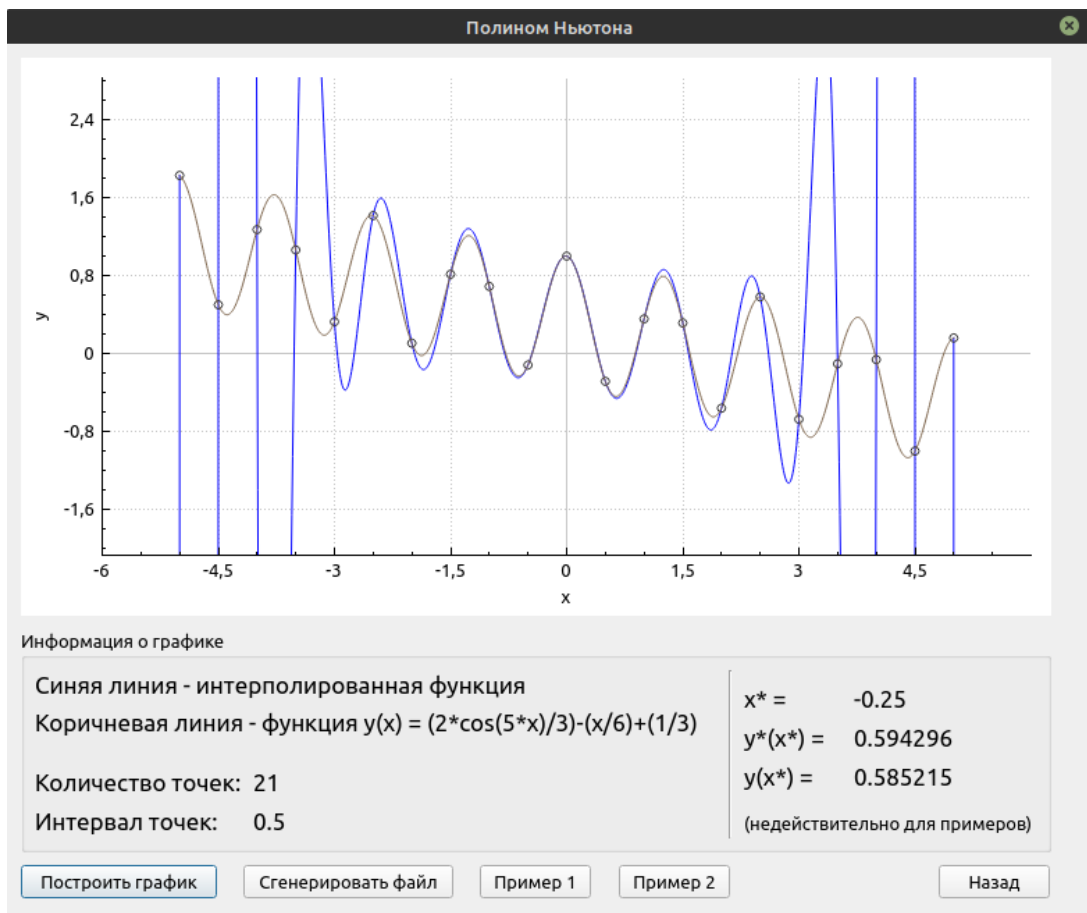 Полином Ньютона
2,4
1,6
0,8
0
-0,8
-1,6
y
-6 -4,5 -3 -1,5 0 1,5 3 4,5
x
Информация о графике
Синяя линия - интерполированная функция
Коричневая линия - функция y(x) = (2*cos(5*x)/3)-(x/6)+(1/3)
Количество точек: 21
Интервал точек: 0.5
x* = -0.25
y*(x*) = 0.594296
y(x*) = 0.585215
(недействительно для примеров)
Построить график Сгенерировать файл Пример 1 Пример 2 Назад